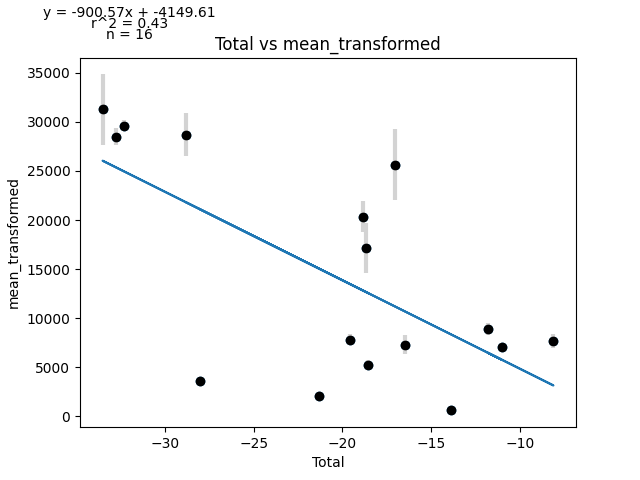 y = -900.57x + -4149.61
r^2 = 0.43
n = 16
Total vs mean_transformed
mean_transformed
35000
30000
25000
20000
15000
10000
5000
0
−30
−25
−20
−15
−10
Total